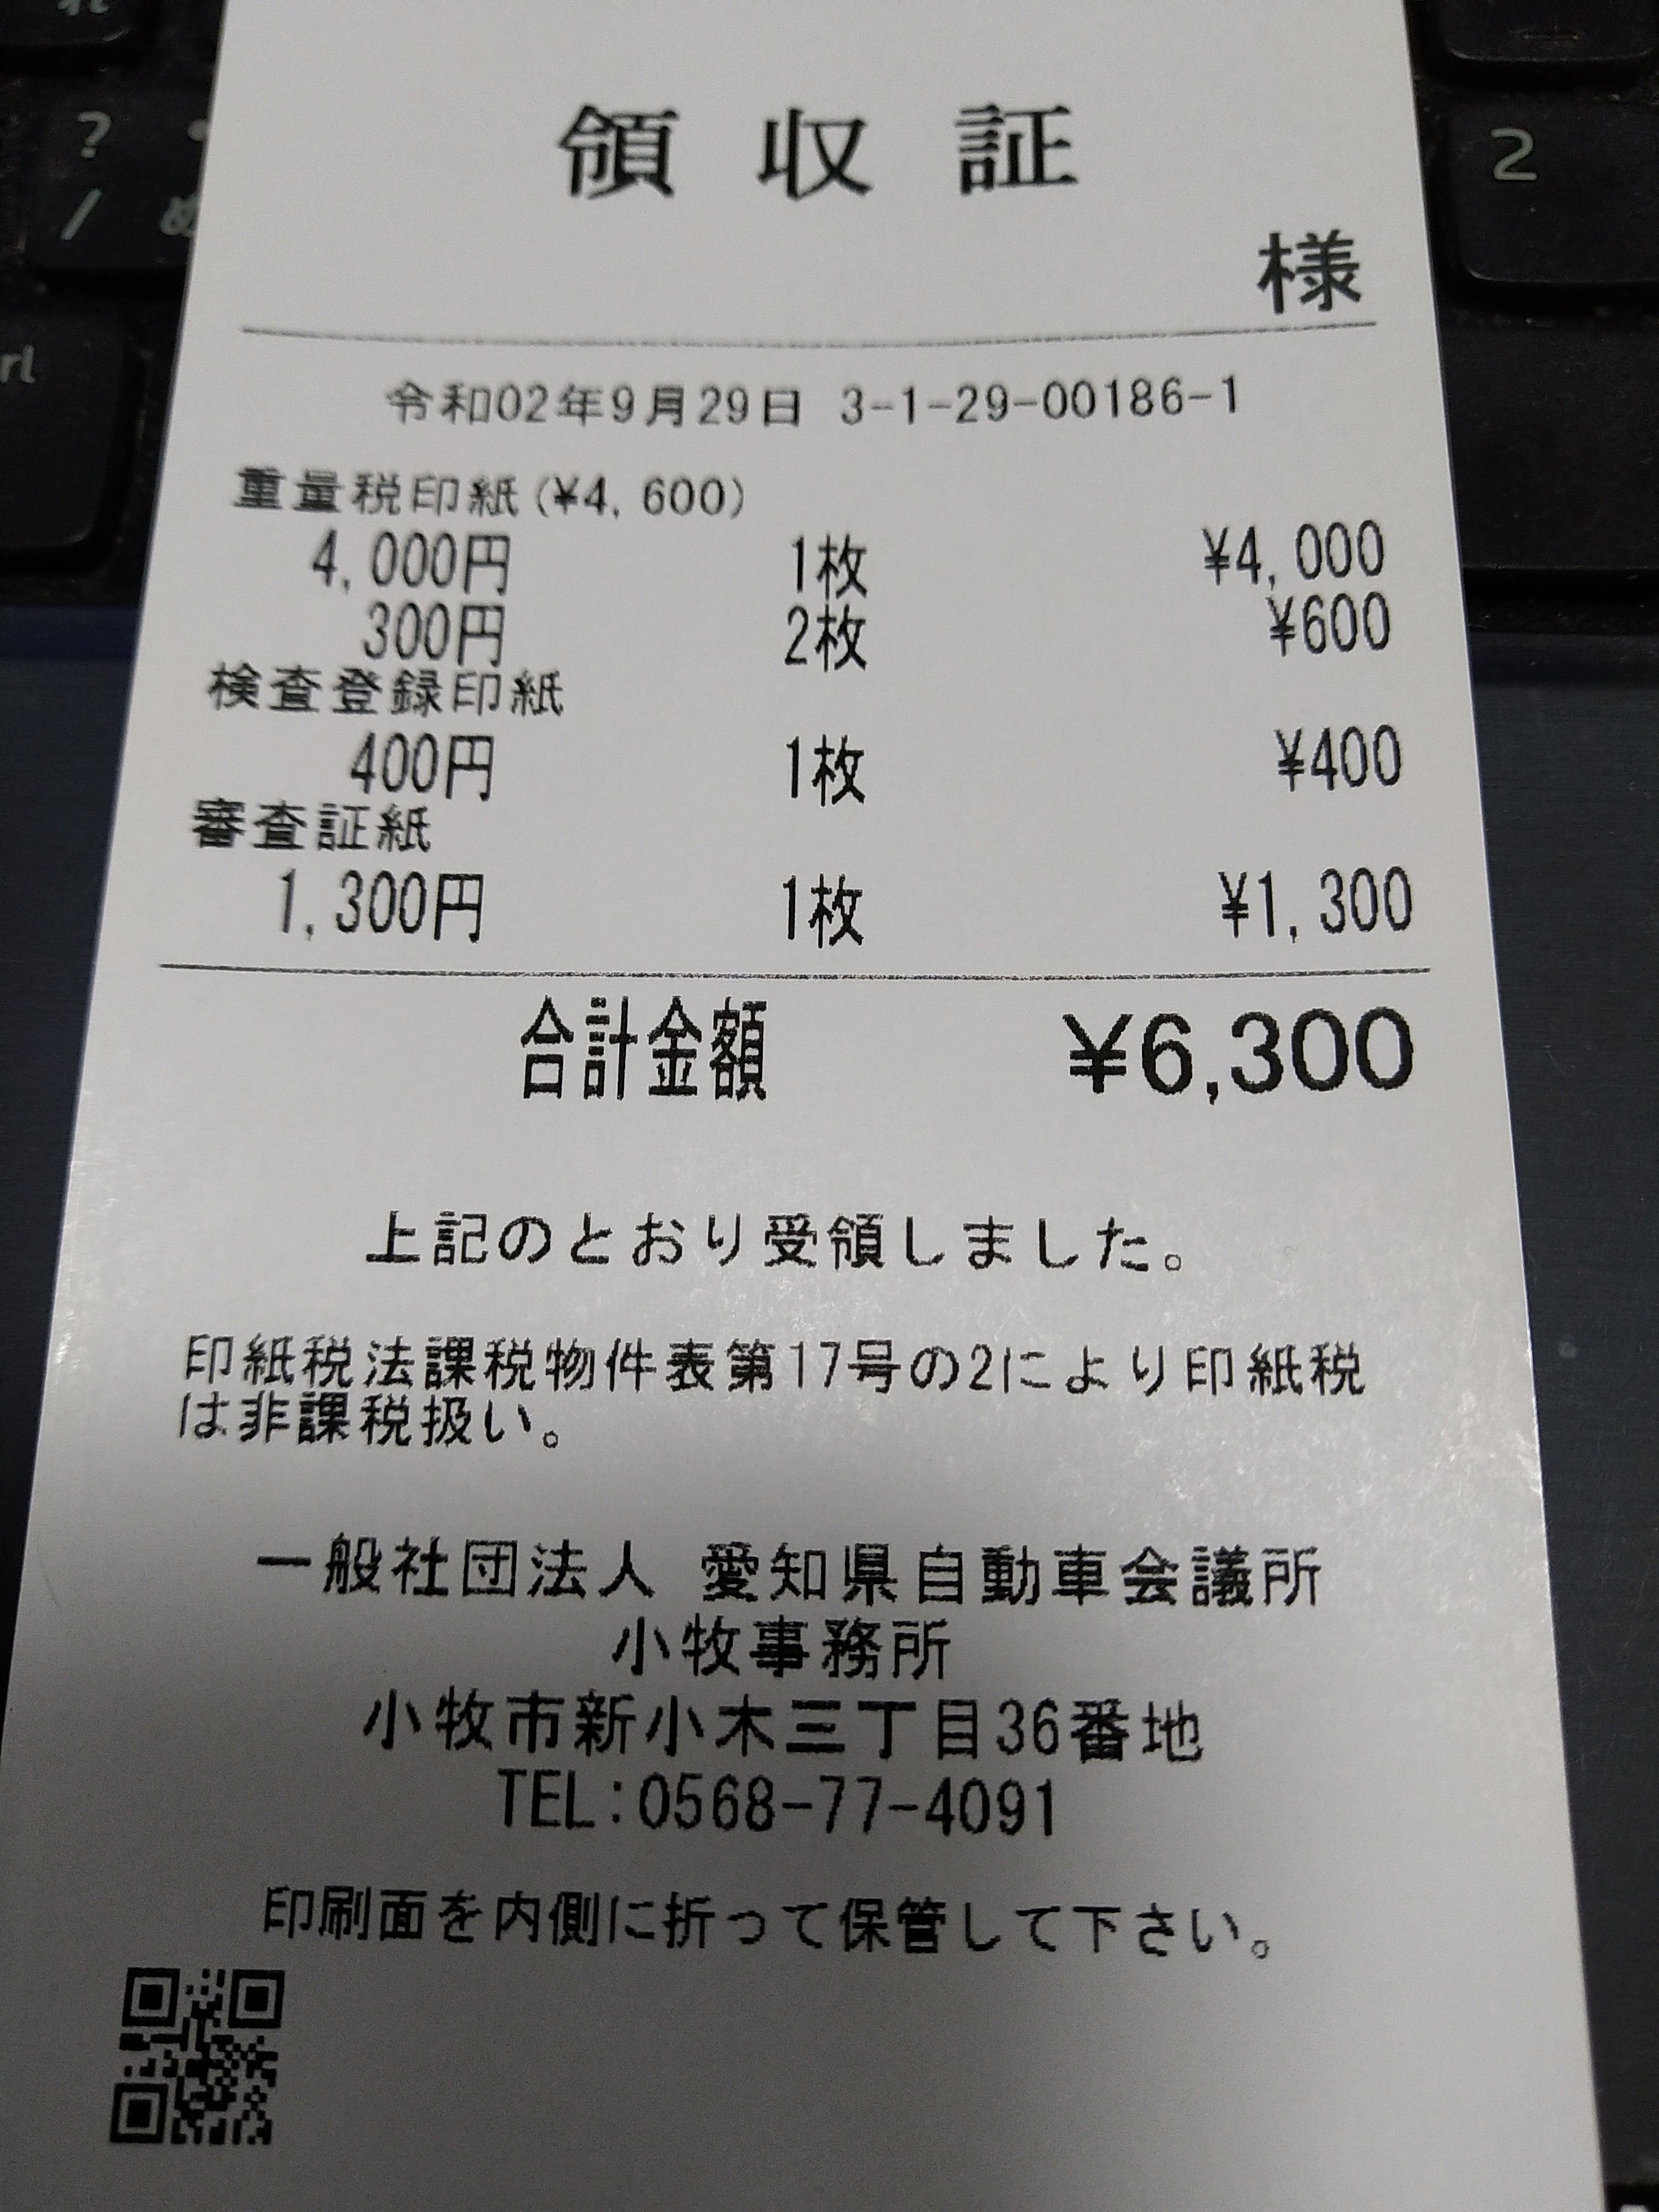 領収証
様
令和02年9月29日 3-1-29-00186-1
重量税印紙(¥4,600)
4,000円 1枚 ¥4,000
300円 2枚 ¥600
検査登録印紙
400円 1枚 ¥400
審査証紙
1,300円 1枚 ¥1,300
合計金額 ¥6,300
上記のとおり受領しました。
印紙税法課税物件表第17号の2により印紙税
は非課税扱い。
一般社団法人 愛知県自動車会議所
小牧事務所
小牧市新小木三丁目36番地
TEL:0568-77-4091
印刷面を内側に折って保管して下さい。
?
/
rl
2